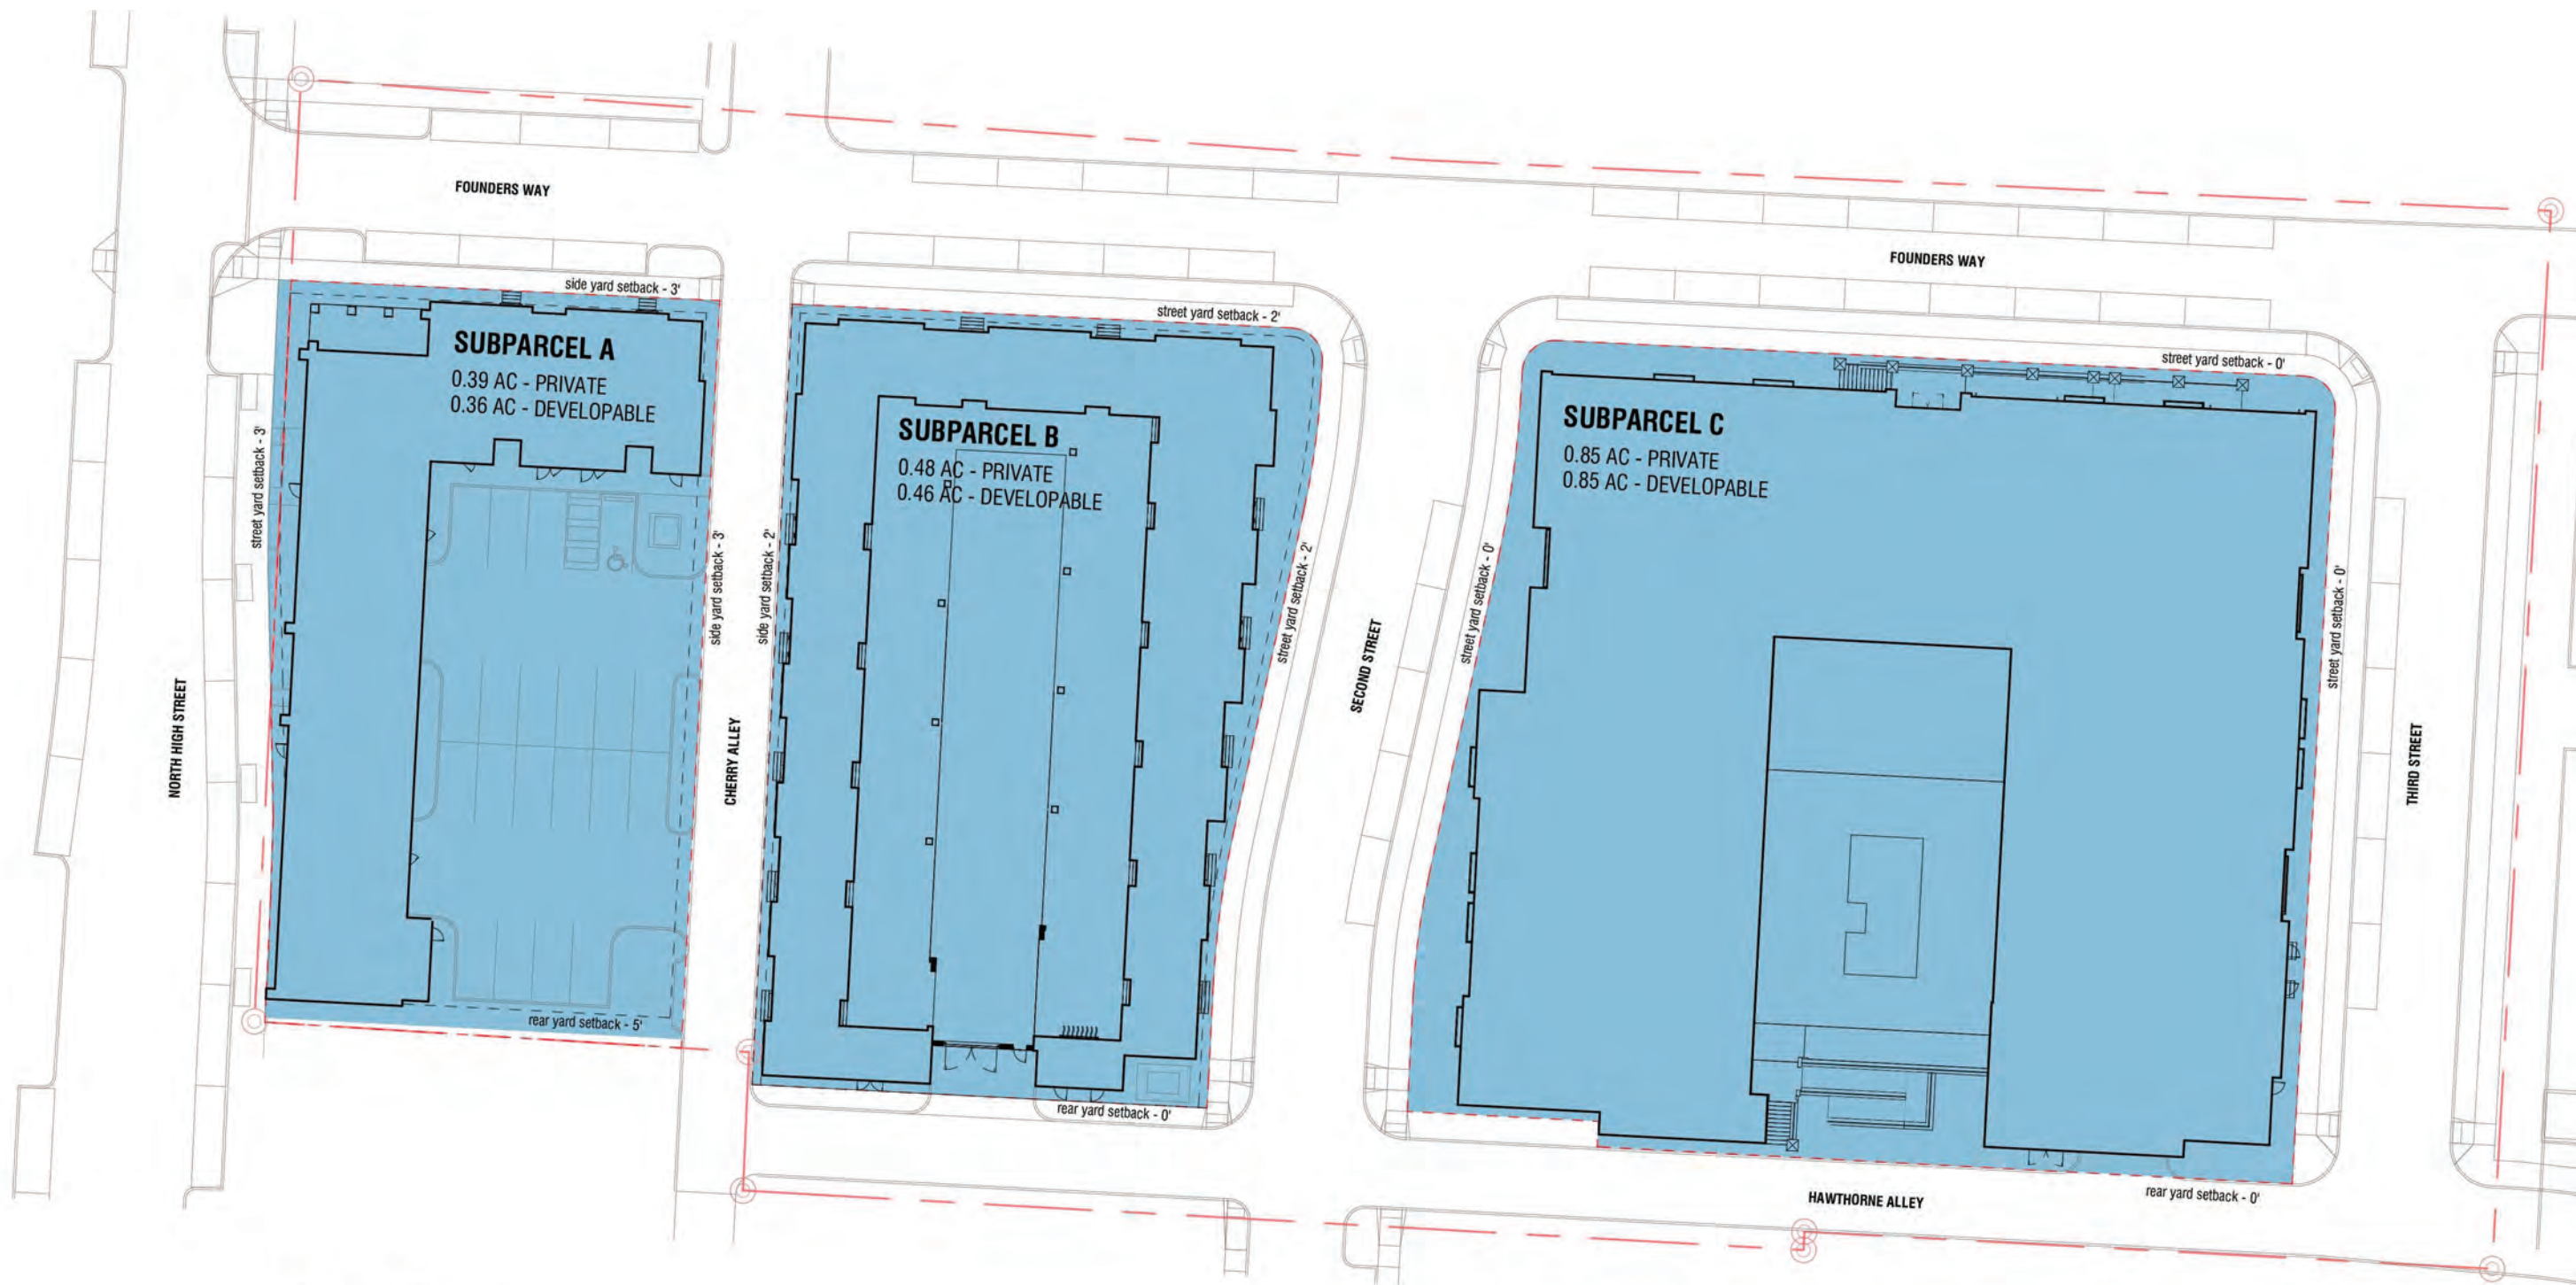 FOUNDERS WAY
FOUNDERS WAY
side yard setback - 3'
SUBPARCEL A
0.39 AC - PRIVATE
0.36 AC - DEVELOPABLE
street yard setback - 3'
side yard setback - 3'
rear yard setback - 5'
NORTH HIGH STREET
CHERRY ALLEY
street yard setback - 2'
SUBPARCEL B
0.48 AC - PRIVATE
0.46 AC - DEVELOPABLE
side yard setback - 2'
street yard setback - 2'
rear yard setback - 0'
SECOND STREET
street yard setback - 0'
SUBPARCEL C
0.85 AC - PRIVATE
0.85 AC - DEVELOPABLE
street yard setback - 0'
street yard setback - 0'
THIRD STREET
HAWTHORNE ALLEY
rear yard setback - 0'